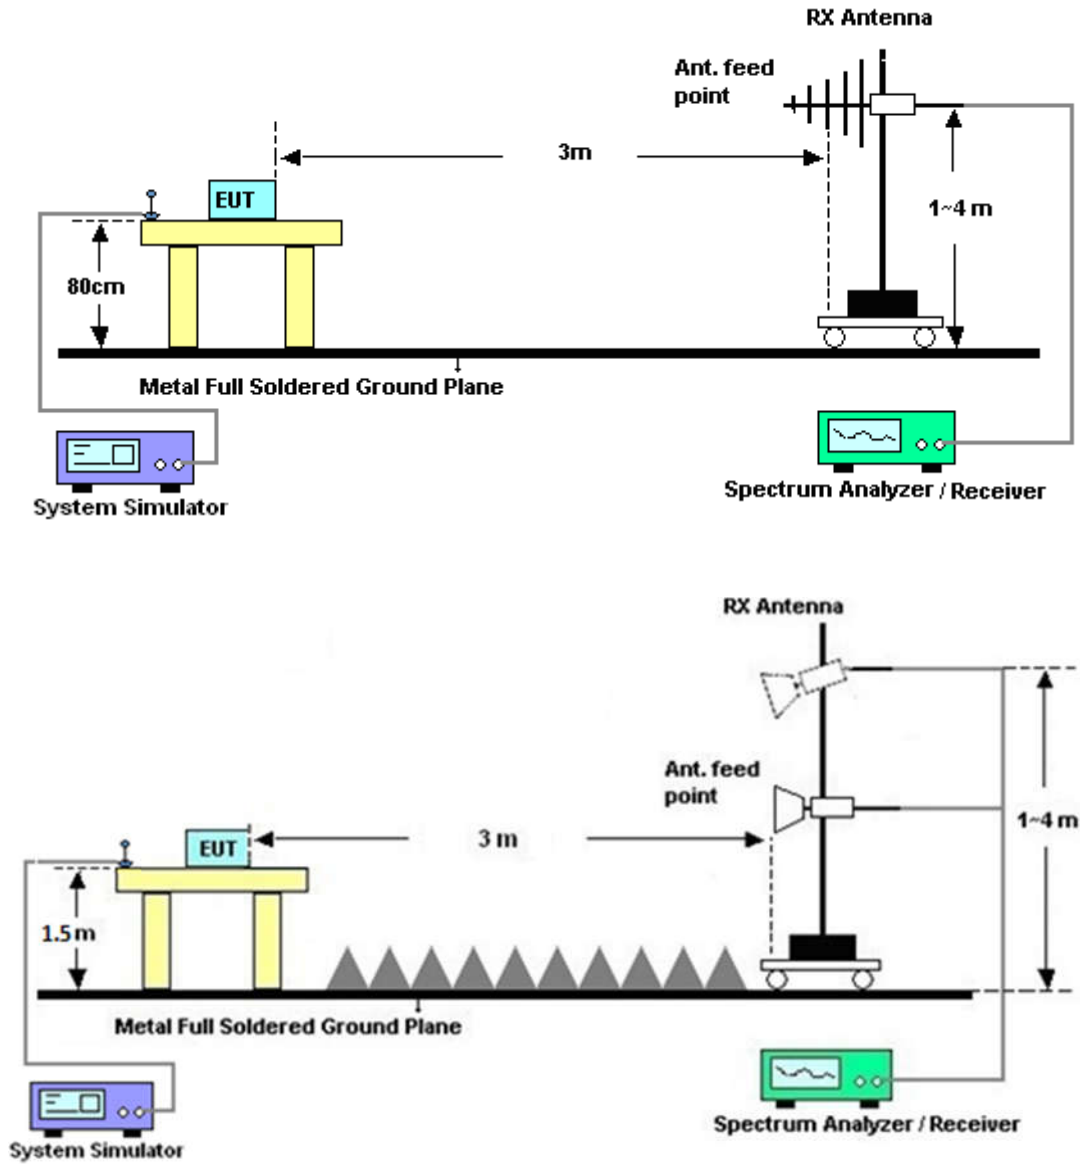 RX Antenna
Ant. feed
point
3m
EUT
1~4 m
80cm
Metal Full Soldered Ground Plane
System Simulator
Spectrum Analyzer / Receiver
RX Antenna
Ant. feed
point
3 m
1~4 m
EUT
1.5 m
Metal Full Soldered Ground Plane
Spectrum Analyzer / Receiver
System Simulator